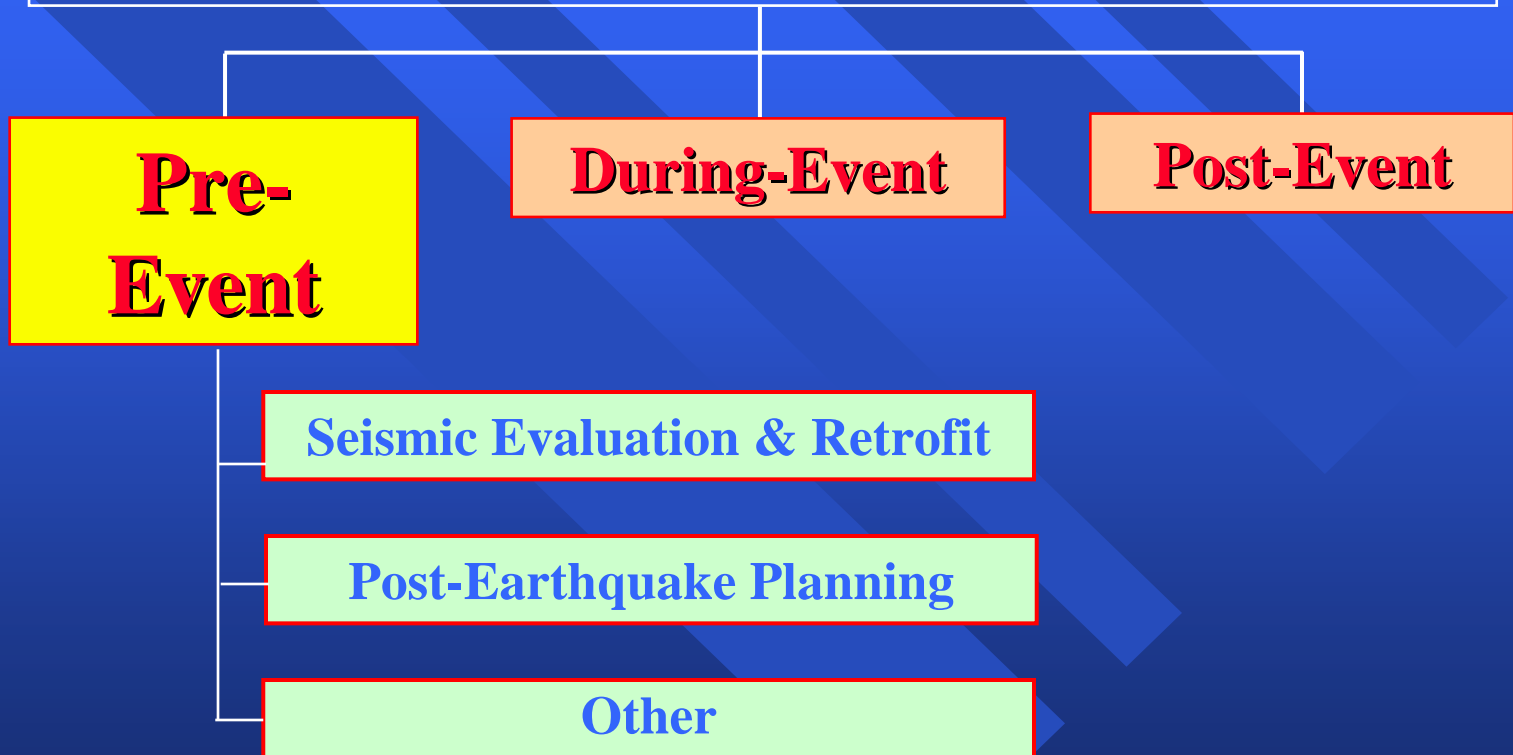 Pre-
Event
During-Event
Post-Event
Seismic Evaluation & Retrofit
Post-Earthquake Planning
Other